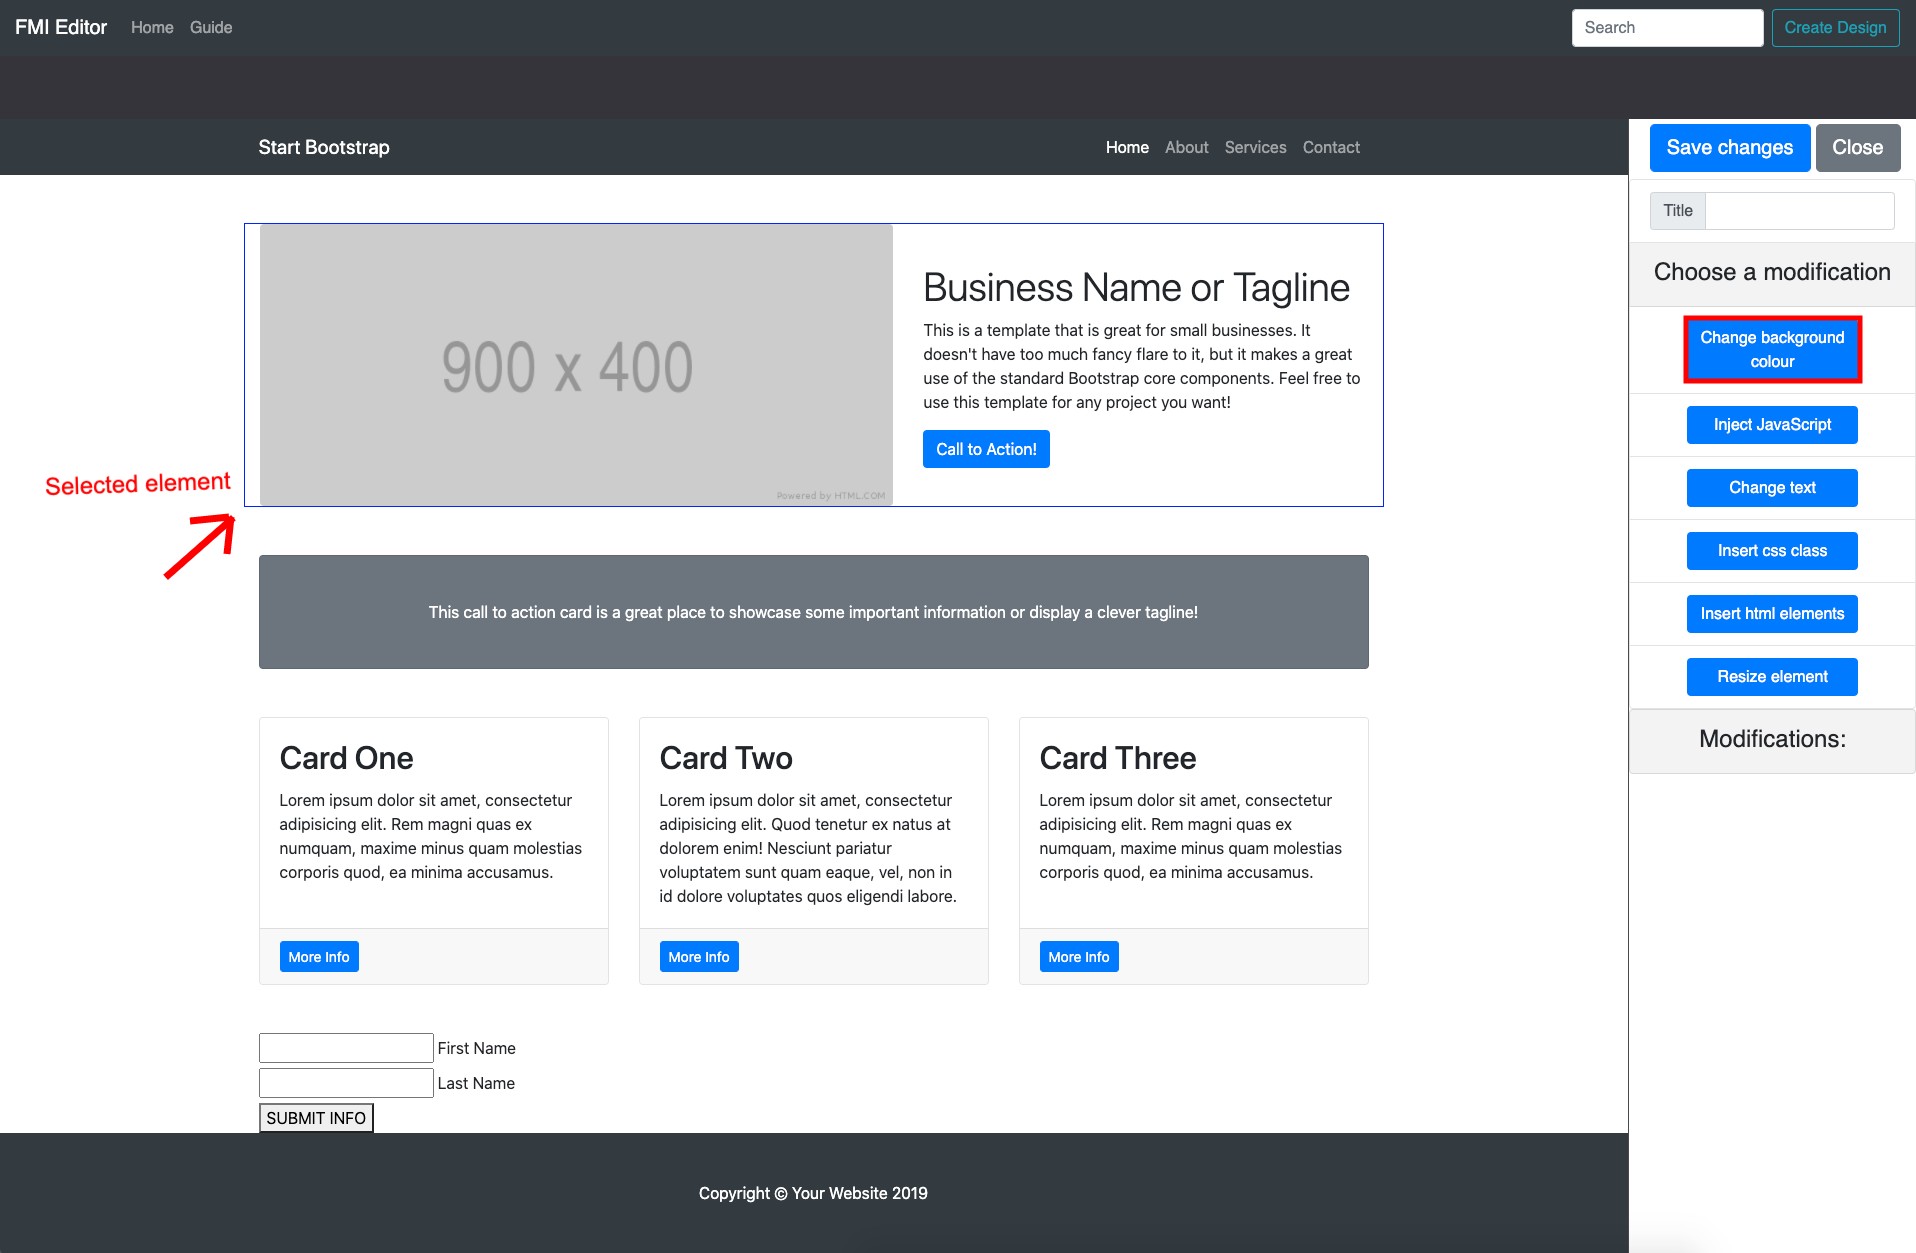 FMI Editor Home Guide Search Create Design
Start Bootstrap Home About Services Contact
Save changes Close
Title
Choose a modification
Change background
colour
Inject JavaScript
Change text
Insert css class
Insert html elements
Resize element
Modifications:
Selected element
900 x 400
Powered by HTML.COM
Business Name or Tagline
This is a template that is great for small businesses. It
doesn't have too much fancy flare to it, but it makes a great
use of the standard Bootstrap core components. Feel free to
use this template for any project you want!
Call to Action!
This call to action card is a great place to showcase some important information or display a clever tagline!
Card One
Lorem ipsum dolor sit amet, consectetur
adipisicing elit. Rem magni quas ex
numquam, maxime minus quam molestias
corporis quod, ea minima accusamus.
More Info
Card Two
Lorem ipsum dolor sit amet, consectetur
adipisicing elit. Quod tenetur ex natus at
dolorem enim! Nesciunt pariatur
voluptatem sunt quam eaque, vel, non in
id dolore voluptates quos eligendi labore.
More Info
Card Three
Lorem ipsum dolor sit amet, consectetur
adipisicing elit. Rem magni quas ex
numquam, maxime minus quam molestias
corporis quod, ea minima accusamus.
More Info
First Name
Last Name
SUBMIT INFO
Copyright © Your Website 2019